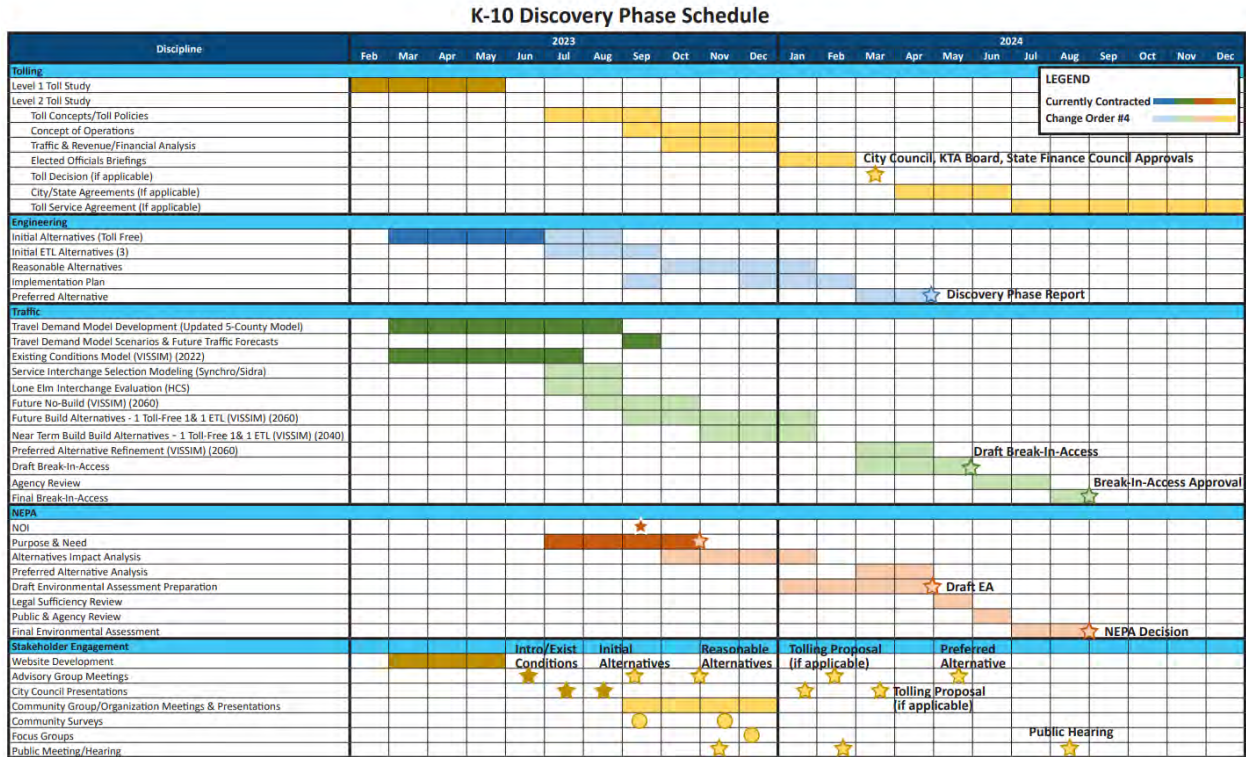 K-10 Discovery Phase Schedule
Discipline
2023
2024
Feb Mar Apr May Jun Jul Aug Sep Oct Nov Dec Jan Feb Mar Apr May Jun Jul Aug Sep Oct Nov Dec
Tolling
LEGEND
Level 1 Toll Study
Currently Contracted
Level 2 Toll Study
Change Order #4
Toll Concepts/Toll Policies
Concept of Operations
Traffic & Revenue/Financial Analysis
Elected Officials Briefings
City Council, KTA Board, State Finance Council Approvals
Toll Decision (if applicable)
City/State Agreements (If applicable)
Toll Service Agreement (If applicable)
Engineering
Initial Alternatives (Toll Free)
Initial ETL Alternatives (3)
Reasonable Alternatives
Implementation Plan
Preferred Alternative
Discovery Phase Report
Traffic
Travel Demand Model Development (Updated 5-County Model)
Travel Demand Model Scenarios & Future Traffic Forecasts
Existing Conditions Model (VISSIM) (2022)
Service Interchange Selection Modeling (Synchro/Sidra)
Lone Elm Interchange Evaluation (HCS)
Future No-Build (VISSIM) (2060)
Future Build Alternatives - 1 Toll-Free 1& 1 ETL (VISSIM) (2060)
Near Term Build Build Alternatives – 1 Toll-Free 1& 1 ETL (VISSIM) (2040)
Preferred Alternative Refinement (VISSIM) (2060)
Draft Break-In-Access
Draft Break-In-Access
Agency Review
Break-In-Access Approval
Final Break-In-Access
NEPA
NOI
Purpose & Need
Alternatives Impact Analysis
Preferred Alternative Analysis
Draft Environmental Assessment Preparation
Draft EA
Legal Sufficiency Review
Public & Agency Review
Final Environmental Assessment
NEPA Decision
Stakeholder Engagement
Intro/Exist
Conditions
Initial
Alternatives
Reasonable
Alternatives
Tolling Proposal
(if applicable)
Preferred
Alternative
Website Development
Advisory Group Meetings
City Council Presentations
Tolling Proposal
(if applicable)
Community Group/Organization Meetings & Presentations
Community Surveys
Focus Groups
Public Hearing
Public Meeting/Hearing